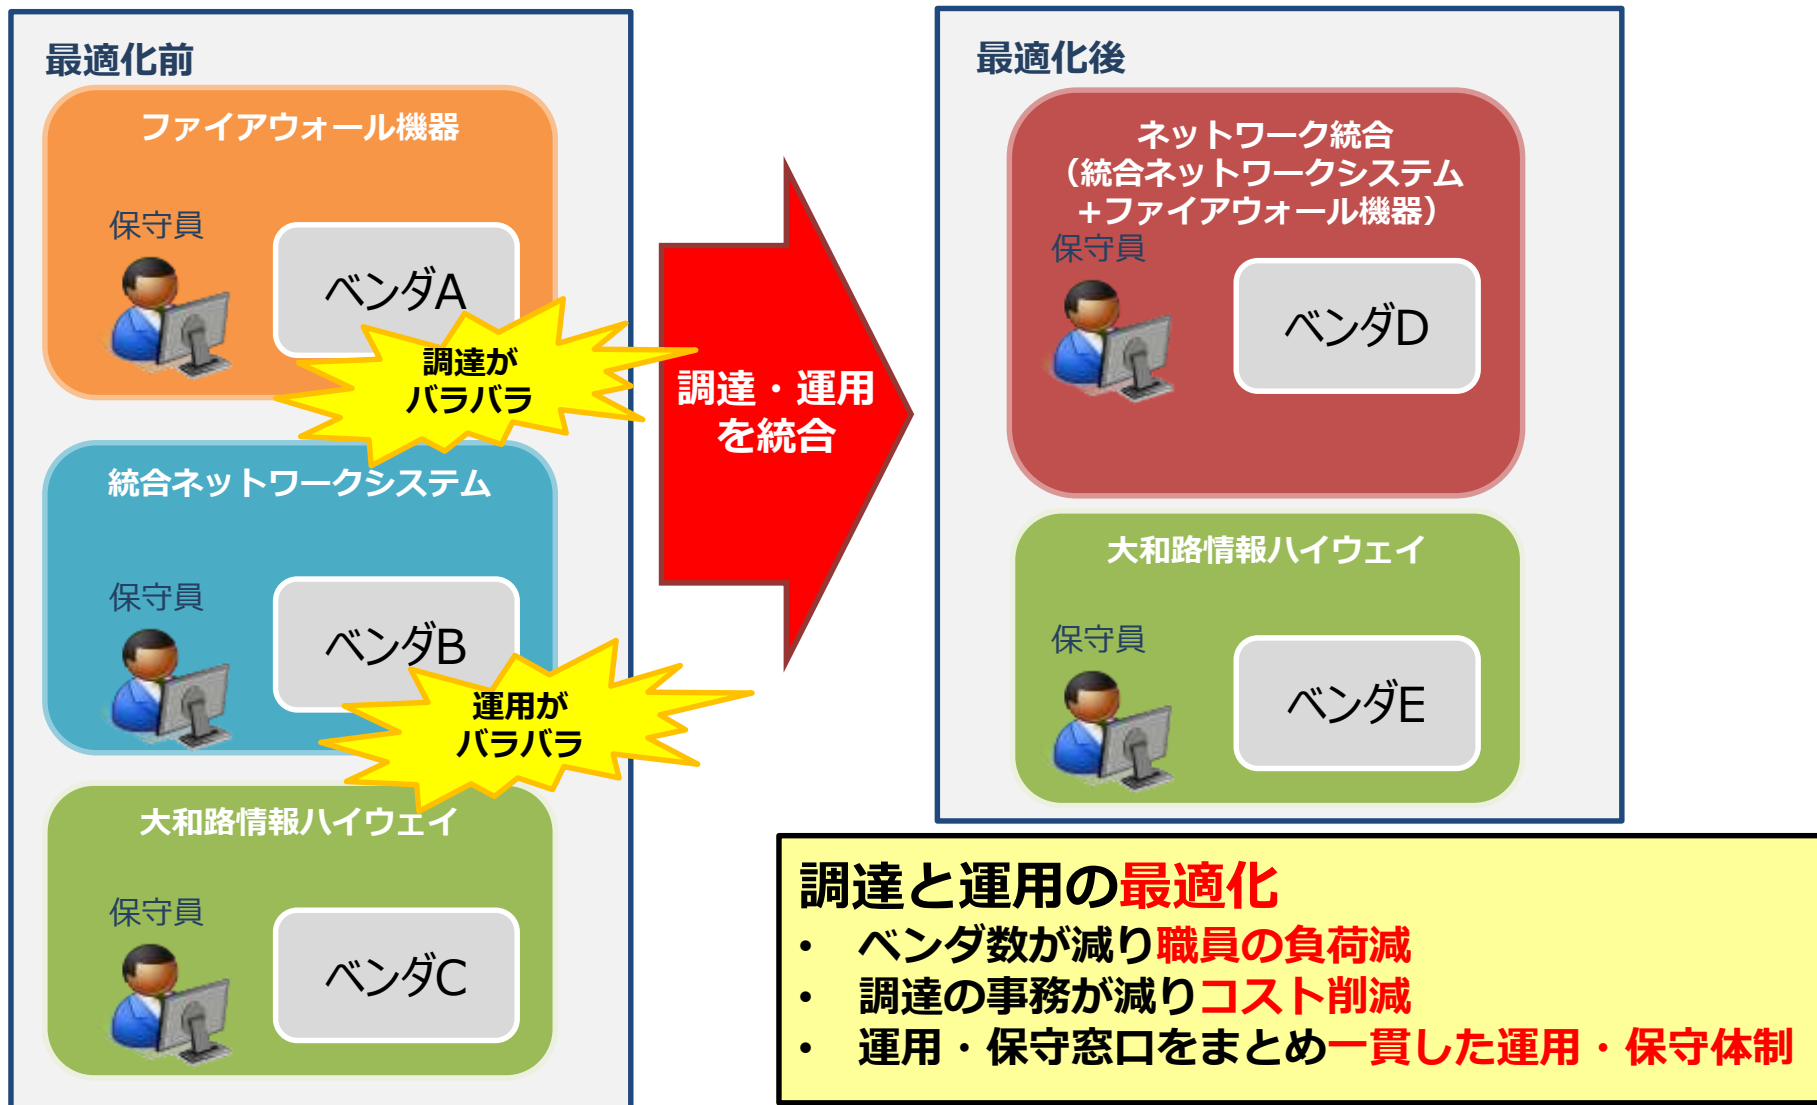 最適化前
ファイアウォール機器
保守員
ベンダA
調達が
バラバラ
統合ネットワークシステム
保守員
ベンダB
運用が
バラバラ
大和路情報ハイウェイ
保守員
ベンダC
調達・運用
を統合
最適化後
ネットワーク統合
（統合ネットワークシステム
+ファイアウォール機器）
保守員
ベンダD
大和路情報ハイウェイ
保守員
ベンダE
調達と運用の最適化
• ベンダ数が減り職員の負荷減
• 調達の事務が減りコスト削減
• 運用・保守窓口をまとめ一貫した運用・保守体制